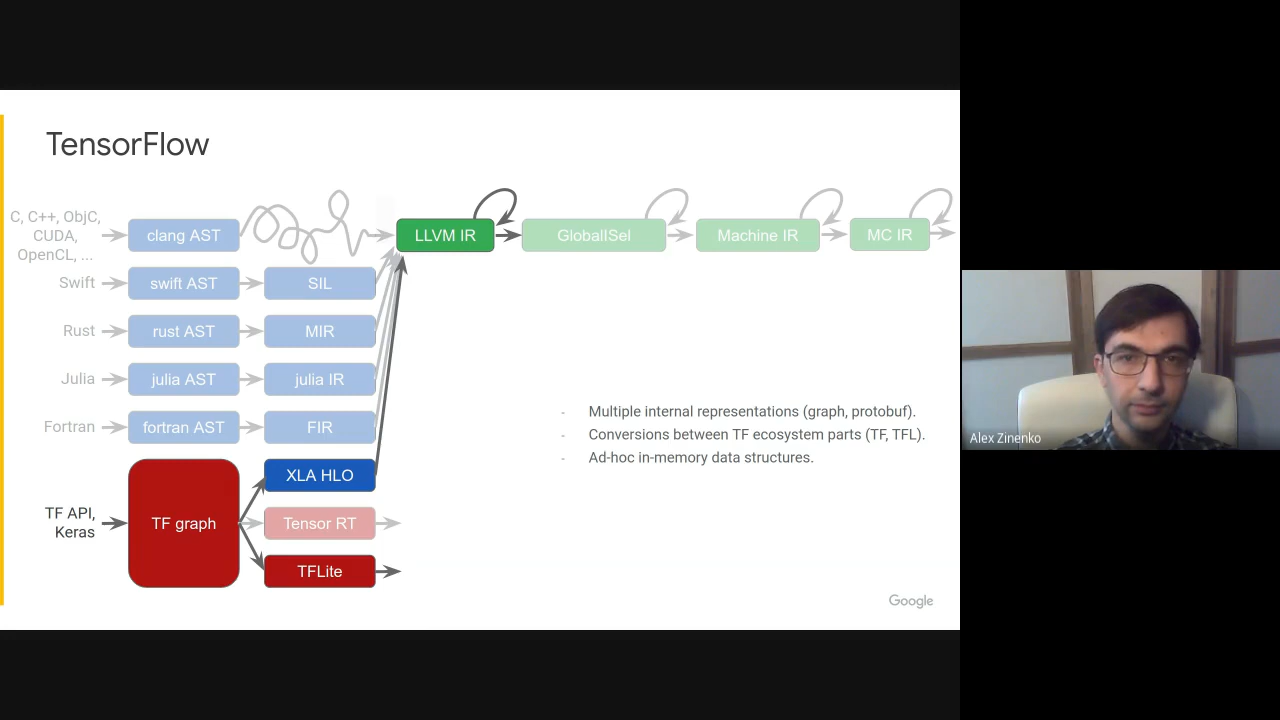 TensorFlow
C, C++, ObjC,
CUDA,
OpenCL, ...
clang AST
LLVM IR
GlobalISel
Machine IR
MC IR
Swift
swift AST
SIL
Rust
rust AST
MIR
Julia
julia AST
julia IR
Fortran
fortran AST
FIR
TF API,
Keras
TF graph
XLA HLO
Tensor RT
TFLite
- Multiple internal representations (graph, protobuf).
- Conversions between TF ecosystem parts (TF, TFL).
- Ad-hoc in-memory data structures.
Google
Alex Zinenko